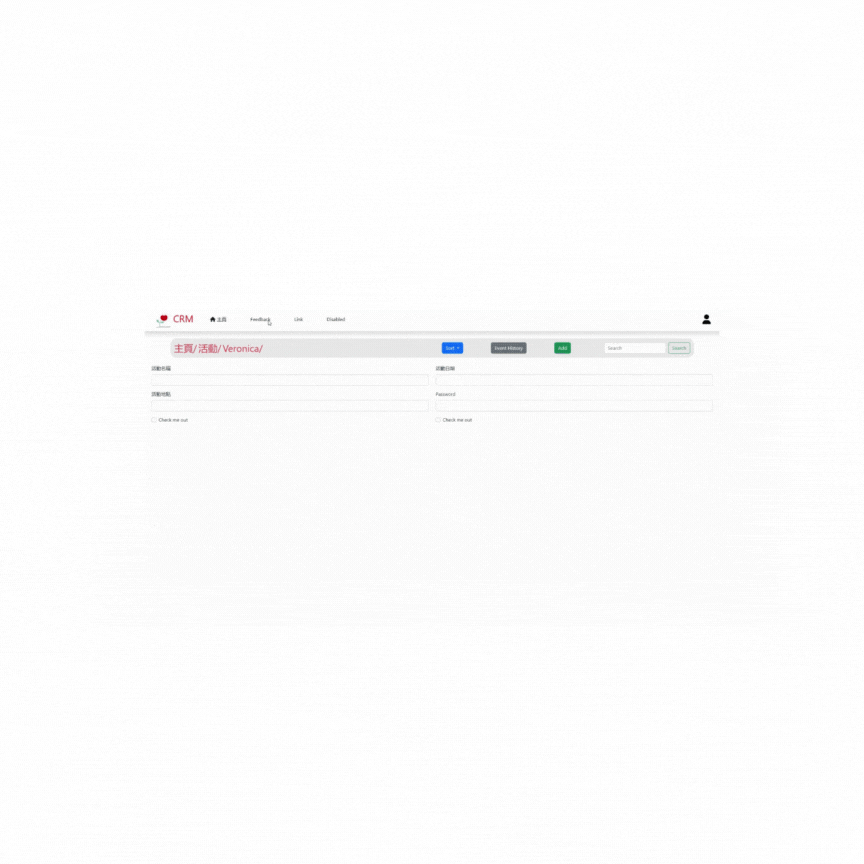 CRM 主頁 Feedback Link Disabled
主頁/ 活動/ Veronica/ Sort Event History Add Search Search
活動名稱 活動日期
活動地點 Password
Check me out Check me out